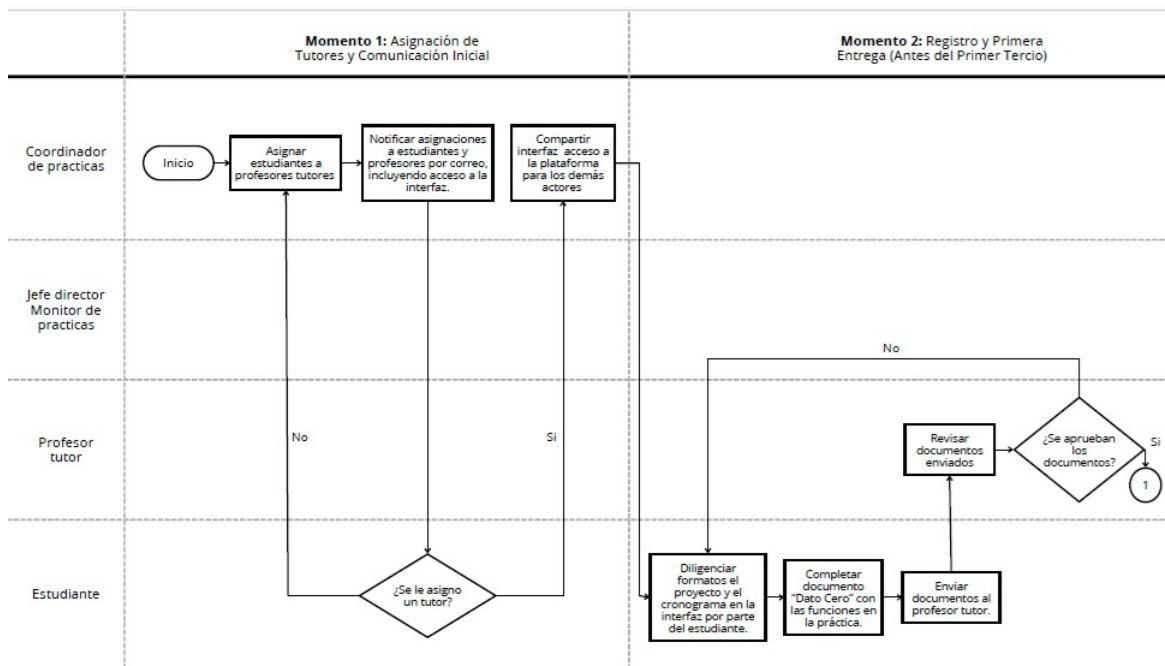 Momento 1: Asignación de
Tutores y Comunicación Inicial
Momento 2: Registro y Primera
Entrega (Antes del Primer Tercio)
Coordinador
de practicas
Inicio
Asignar
estudiantes a
profesores tutores
Notificar asignaciones
a estudiantes y
profesores por correo,
incluyendo acceso a la
interfaz.
Compartir
interfaz acceso a
la plataforma
para los demás
actores
Jefe director
Monitor de
practicas
No
Profesor
tutor
No
Si
Revisar
documentos
enviados
¿Se aprueban
los
documentos?
Si
1
Estudiante
¿Se le asigno
un tutor?
Diligenciar
formatos el
proyecto y el
cronograma en la
interfaz por parte
del estudiante.
Completar
documento
“Dato Cero” con
las funciones en
la práctica.
Enviar
documentos al
profesor tutor.